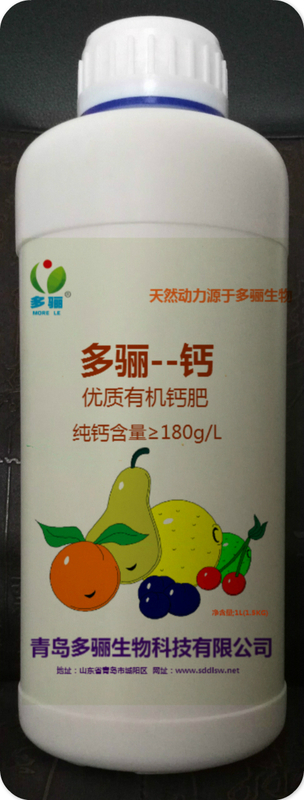 多骊®
MORE LE
天然动力源于多骊生物
多骊--钙
优质有机钙肥
纯钙含量≥180g/L
净含量:1L(1.4KG)
青岛多骊生物科技有限公司
地址：山东省青岛市城阳区 网址：www.sddlsw.net